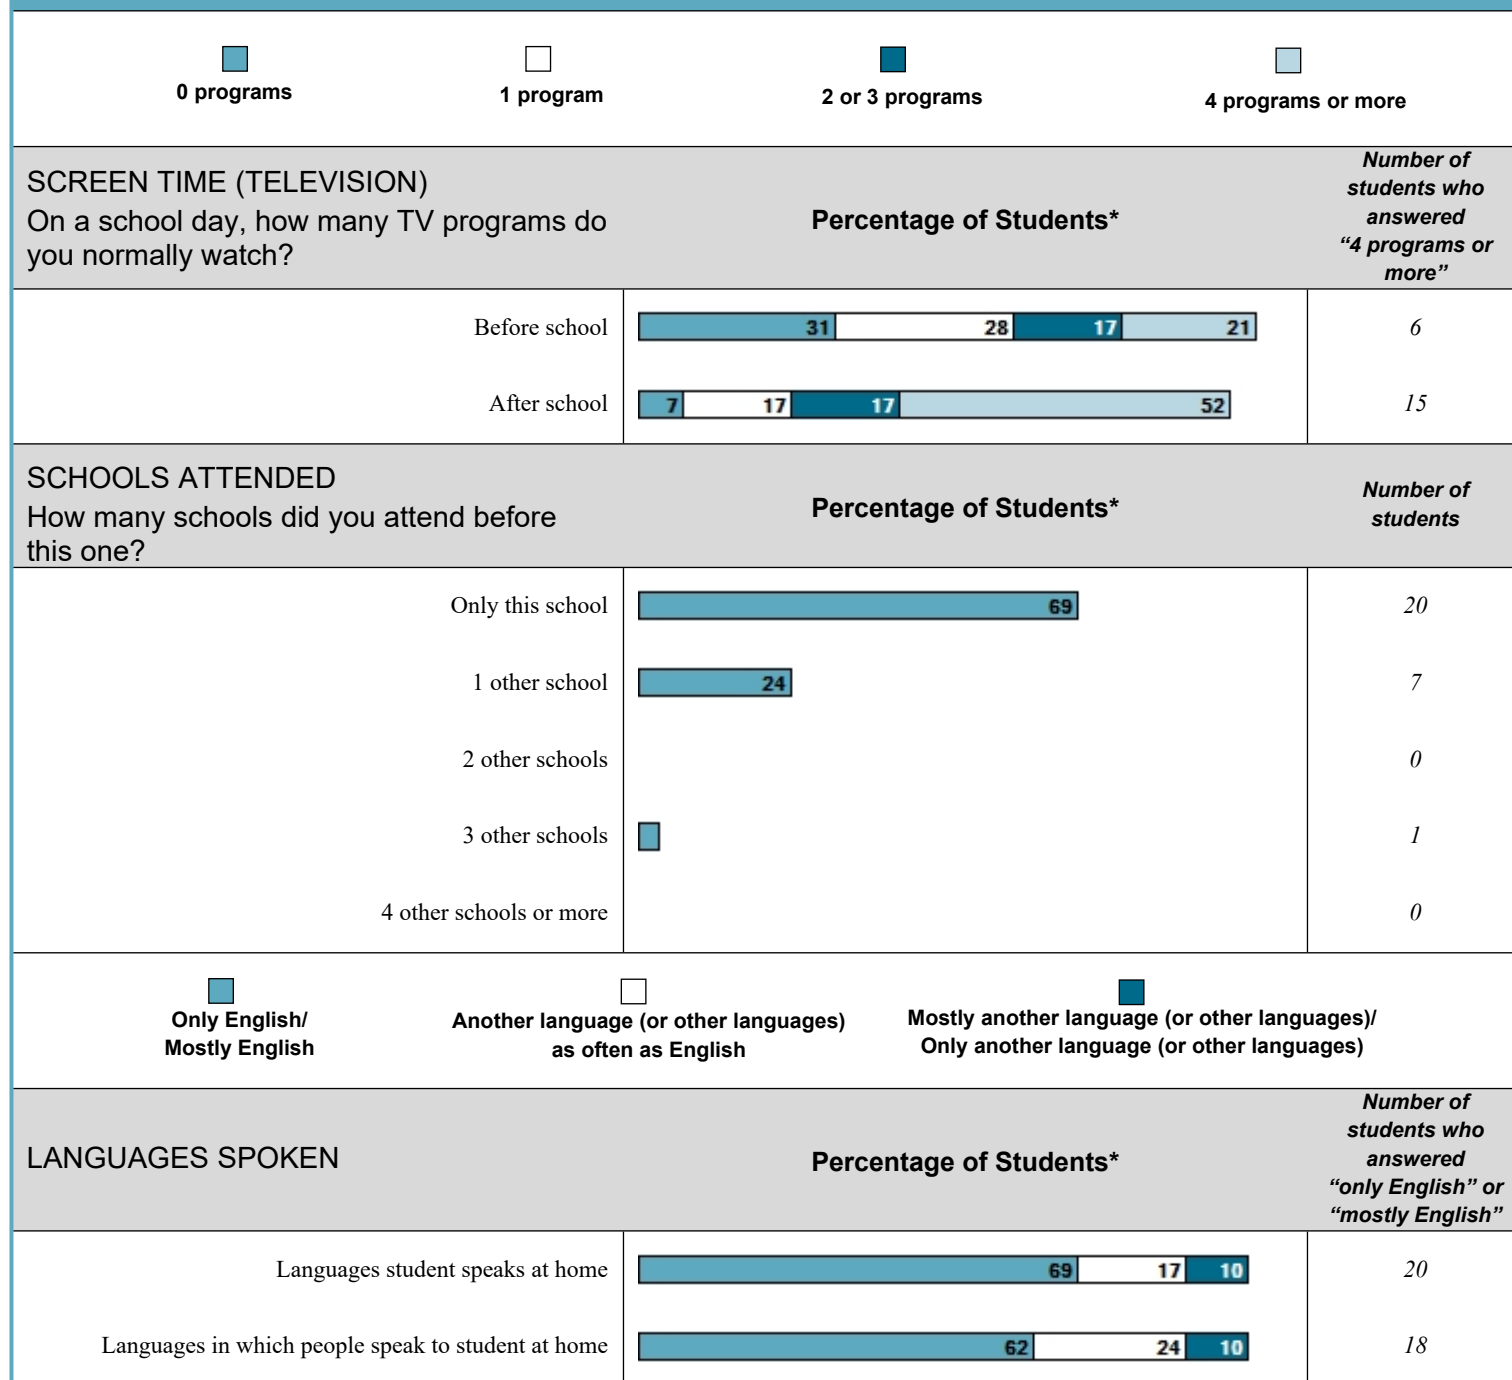 0 programs
1 program
2 or 3 programs
4 programs or more
SCREEN TIME (TELEVISION)
On a school day, how many TV programs do
you normally watch?
Percentage of Students*
Number of
students who
answered
“4 programs or
more”
Before school
31 28 17 21
6
After school
7 17 17 52
15
SCHOOLS ATTENDED
How many schools did you attend before
this one?
Percentage of Students*
Number of
students
Only this school
69
20
1 other school
24
7
2 other schools
0
3 other schools
1
4 other schools or more
0
Only English/
Mostly English
Another language (or other languages)
as often as English
Mostly another language (or other languages)/
Only another language (or other languages)
LANGUAGES SPOKEN
Percentage of Students*
Number of
students who
answered
“only English” or
“mostly English”
Languages student speaks at home
69 17 10
20
Languages in which people speak to student at home
62 24 10
18